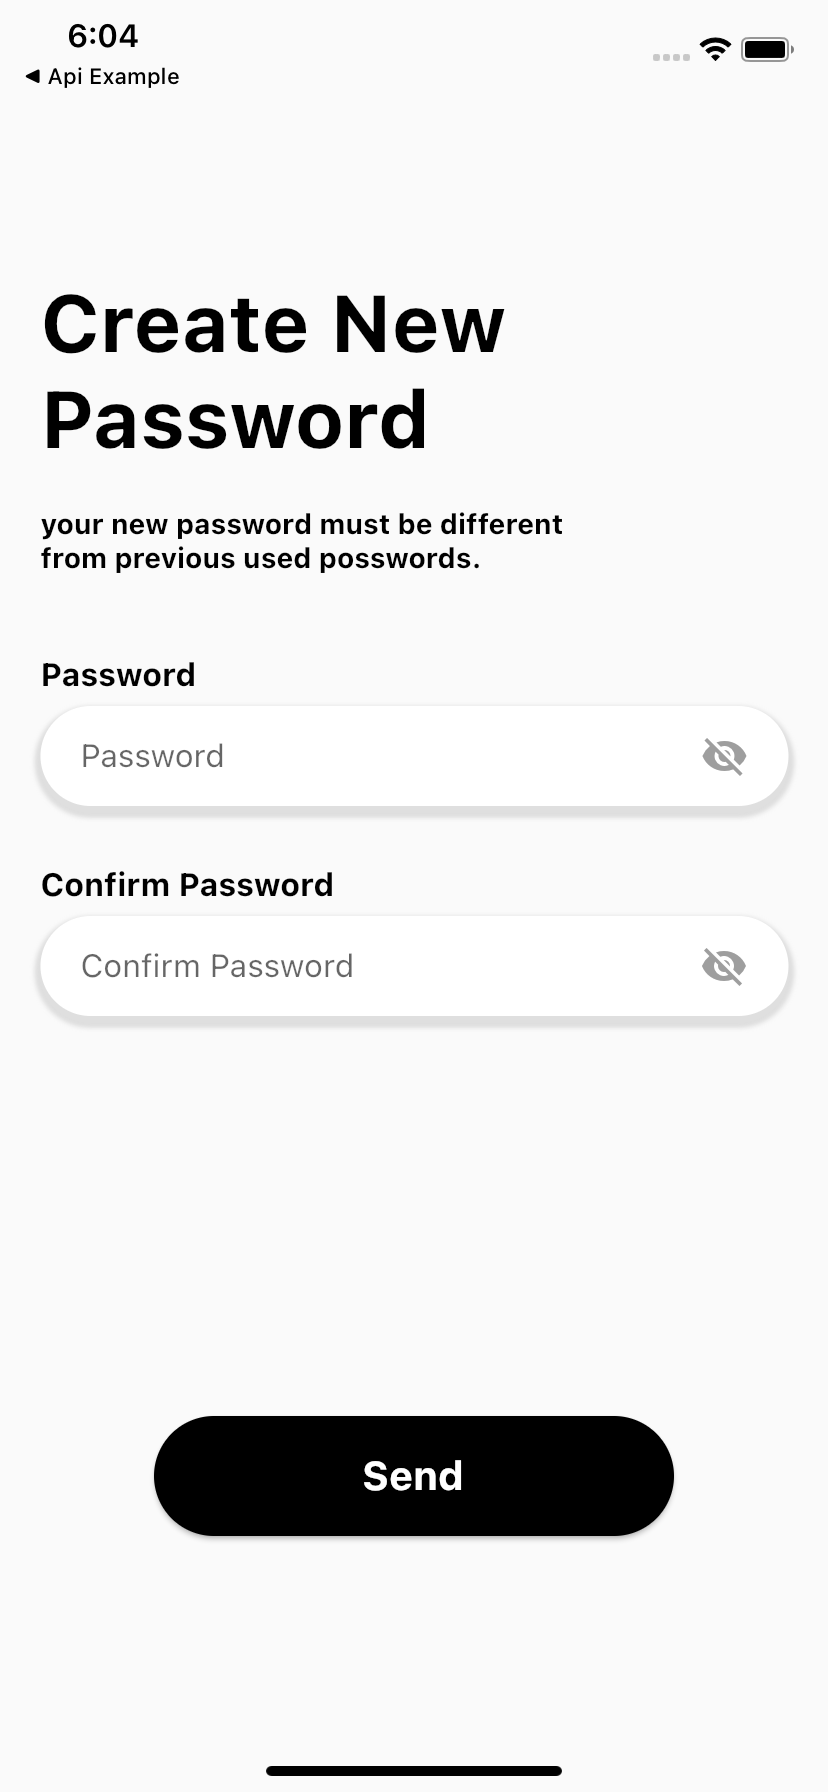 6:04
◀ Api Example
Create New
Password
your new password must be different
from previous used posswords.
Password
Password
Confirm Password
Confirm Password
Send